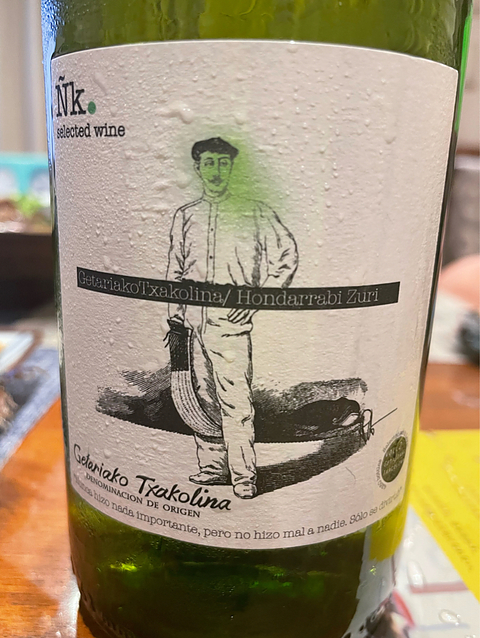 Ñk.
selected wine
GetariakoTxakolina/ Hondarrabi Zuri
Getariako Txakolina
DENOMINACION DE ORIGEN
hizo nada importante, pero no hizo mal a nadie. Sólo se